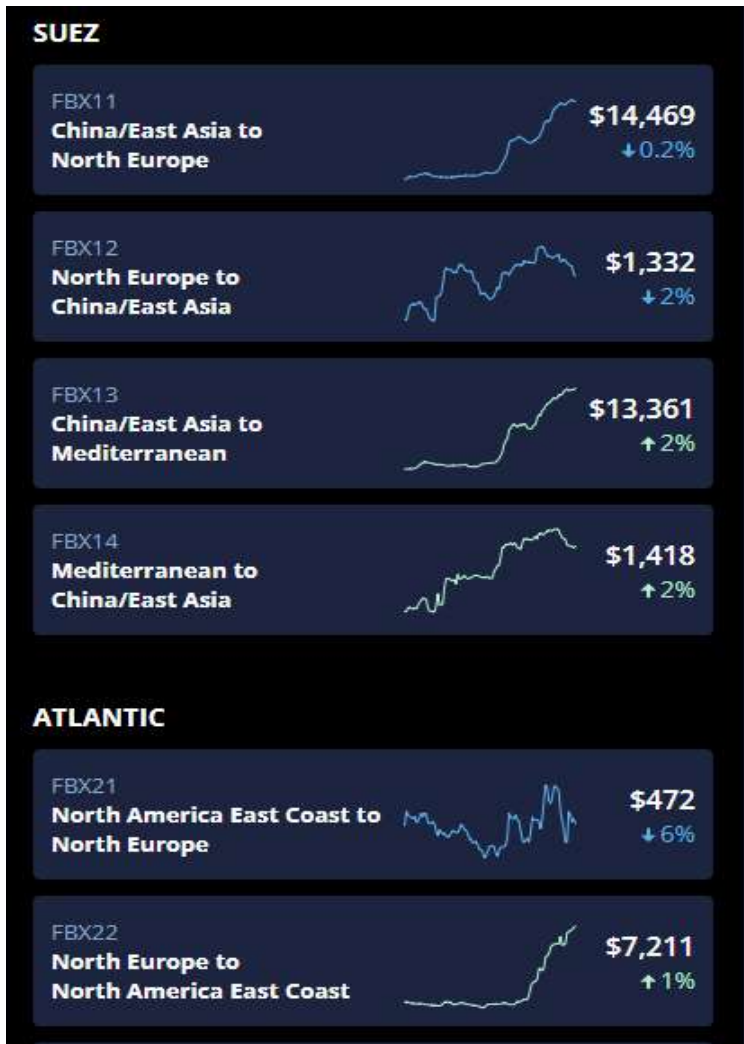 SUEZ
FBX11
China/East Asia to
North Europe
$14,469
↓0.2%
FBX12
North Europe to
China/East Asia
$1,332
↓2%
FBX13
China/East Asia to
Mediterranean
$13,361
↑2%
FBX14
Mediterranean to
China/East Asia
$1,418
↑2%
ATLANTIC
FBX21
North America East Coast to
North Europe
$472
↓6%
FBX22
North Europe to
North America East Coast
$7,211
↑1%